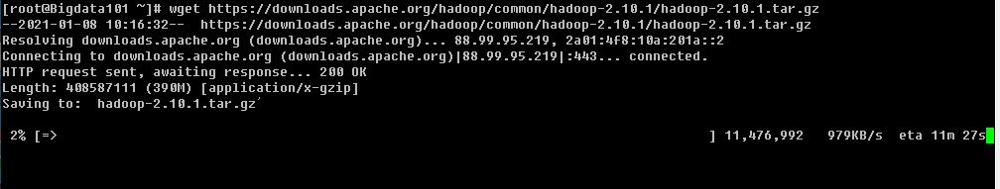 [root@Bigdata101 ~]# wget https://downloads.apache.org/hadoop/common/hadoop-2.10.1/hadoop-2.10.1.tar.gz
--2021-01-08 10:16:32--  https://downloads.apache.org/hadoop/common/hadoop-2.10.1/hadoop-2.10.1.tar.gz
Resolving downloads.apache.org (downloads.apache.org)... 88.99.95.219, 2a01:4f8:10a:201a::2
Connecting to downloads.apache.org (downloads.apache.org)|88.99.95.219|:443... connected.
HTTP request sent, awaiting response... 200 OK
Length: 408587111 (390M) [application/x-gzip]
Saving to:  hadoop-2.10.1.tar.gz′
 2% [=>                                                                                 ] 11,476,992   979KB/s  eta 11m 27s